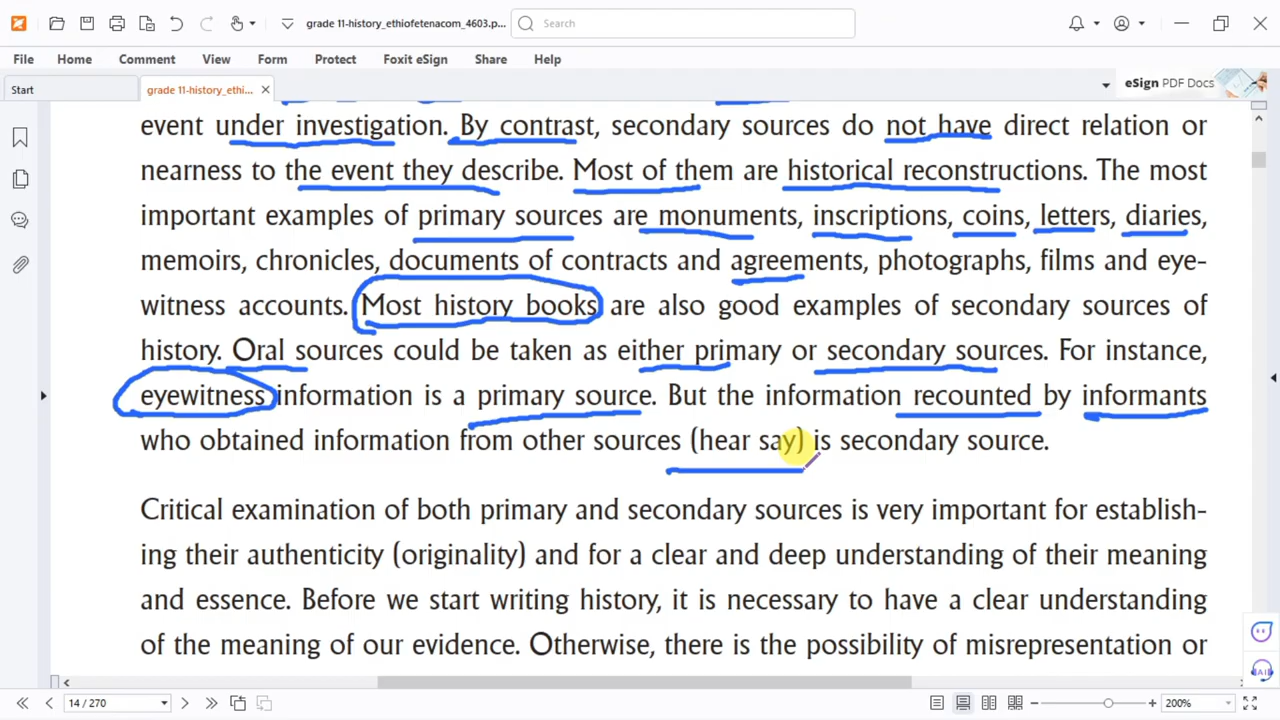 grade 11-history_ethiofetenacom_4603.p...
Search
File Home Comment View Form Protect Foxit eSign Share Help
Start
grade 11-history_ethi...
eSign PDF Docs
event under investigation. By contrast, secondary sources do not have direct relation or
nearness to the event they describe. Most of them are historical reconstructions. The most
important examples of primary sources are monuments, inscriptions, coins, letters, diaries,
memoirs, chronicles, documents of contracts and agreements, photographs, films and eye-
witness accounts. Most history books are also good examples of secondary sources of
history. Oral sources could be taken as either primary or secondary sources. For instance,
eyewitness information is a primary source. But the information recounted by informants
who obtained information from other sources (hear say) is secondary source.
Critical examination of both primary and secondary sources is very important for establish-
ing their authenticity (originality) and for a clear and deep understanding of their meaning
and essence. Before we start writing history, it is necessary to have a clear understanding
of the meaning of our evidence. Otherwise, there is the possibility of misrepresentation or
14 / 270
200%